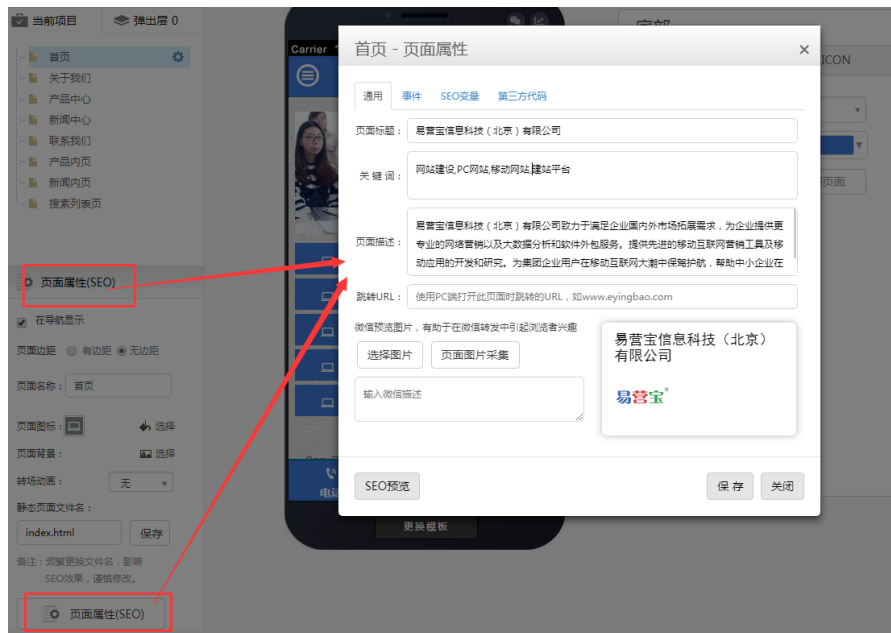 当前项目
弹出层 0
首页
关于我们
产品中心
新闻中心
联系我们
产品内页
新闻内页
搜索列表页
页面属性(SEO)
在导航显示
页面边距
有边距
无边距
页面名称：
首页
页面图标：
选择
页面背景：
选择
转场动画：
无
静态页面文件名：
index.html
保存
备注：频繁更换文件名，影响
SEO效果，谨慎修改。
页面属性(SEO)
Carrier
更换模板
ICON
首页 - 页面属性
×
通用
事件
SEO变量
第三方代码
页面标题：
易营宝信息科技（北京）有限公司
关 键 词：
网站建设,PC网站,移动网站,建站平台
页面描述：
易营宝信息科技（北京）有限公司致力于满足企业国内外市场拓展需求，为企业提供更
专业的网络营销以及大数据分析和软件外包服务。提供先进的移动互联网营销工具及移
动应用的开发和研究。为集团企业用户在移动互联网大潮中保驾护航，帮助中小企业在
跳转URL：
使用PC端打开此页面时跳转的URL，如www.eyingbao.com
微信预览图片，有助于在微信转发中引起浏览者兴趣
选择图片
页面图片采集
输入微信描述
易营宝信息科技（北京）
有限公司
易营宝
SEO预览
保 存
关闭